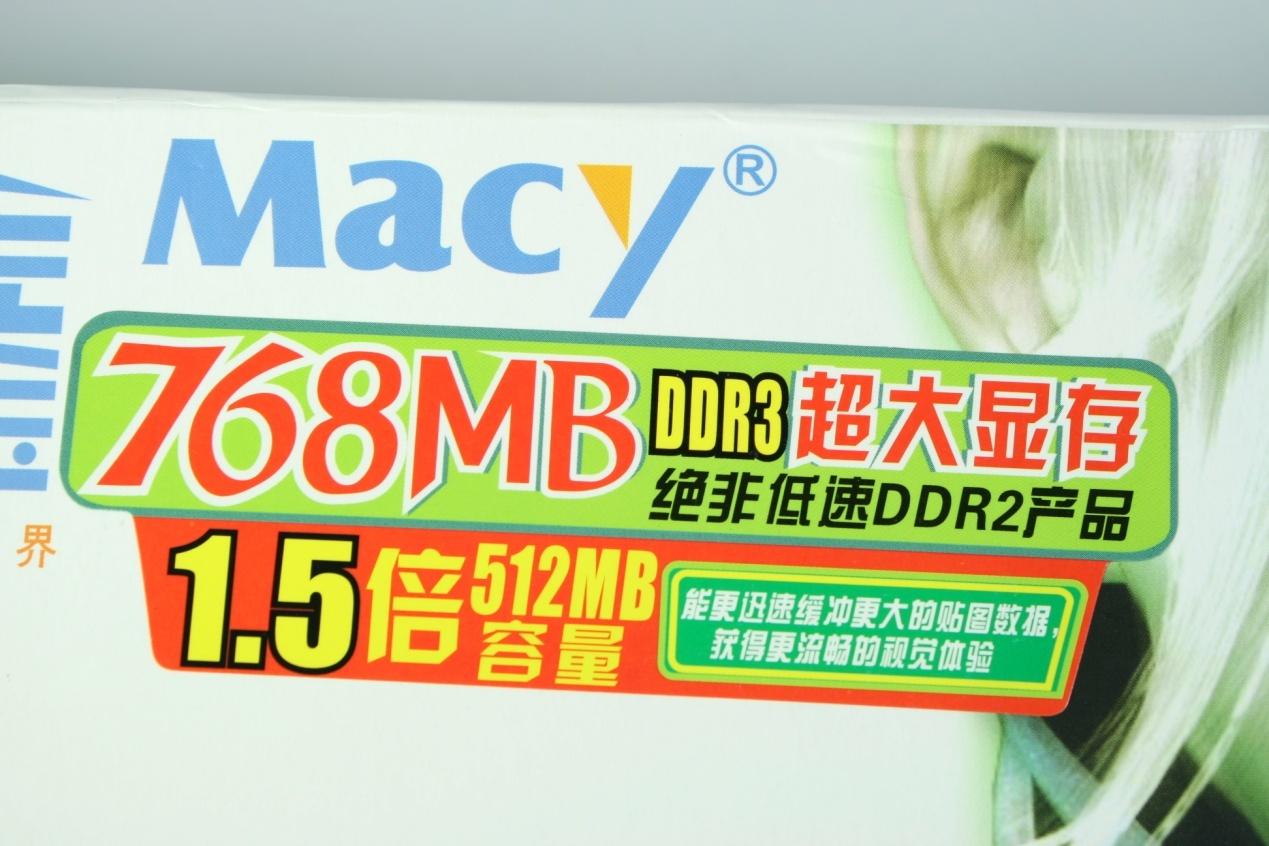 Macy®
768MB DDR3 超大显存
绝非低速DDR2产品
界
1.5倍 512MB
容量
能更迅速缓冲更大的贴图数据,
获得更流畅的视觉体验